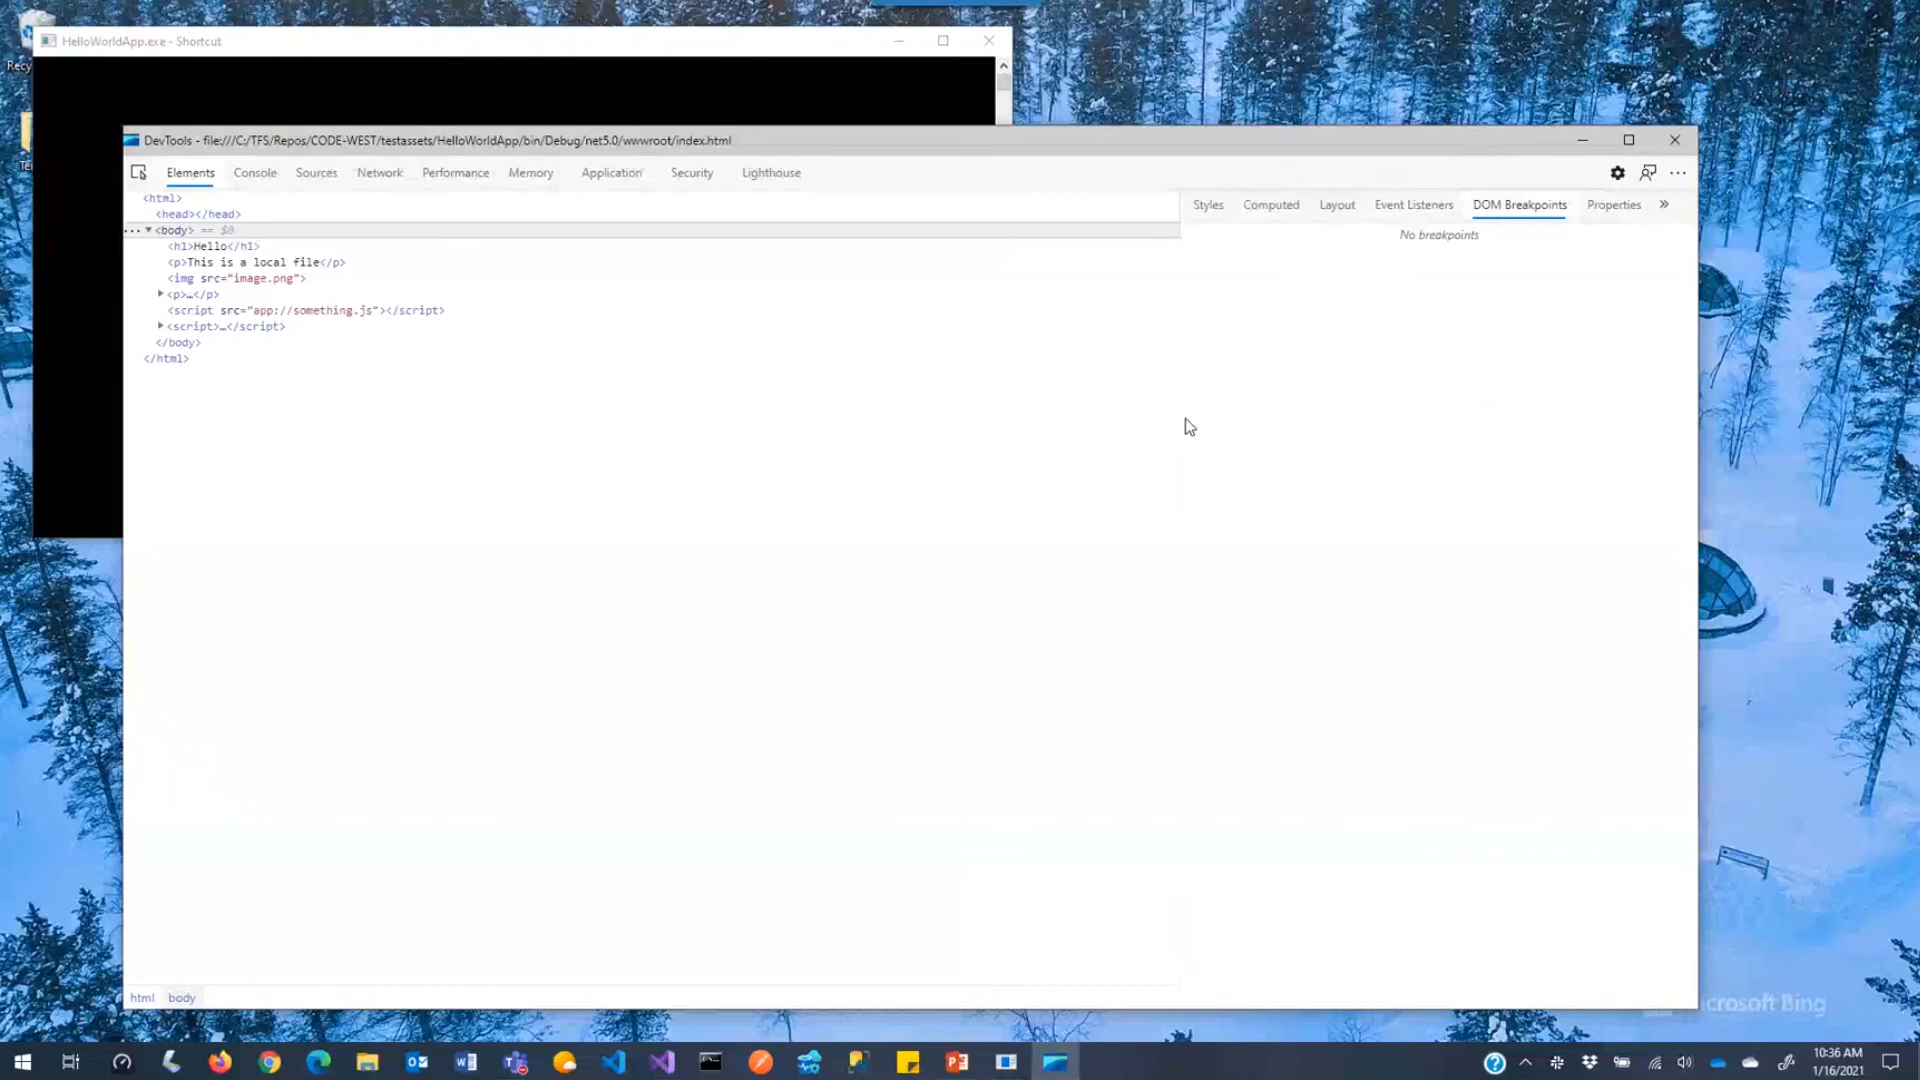 HelloWorldApp.exe - Shortcut
Recy
DevTools - file:///C:/TFS/Repos/CODE-WEST/testassets/HelloWorldApp/bin/Debug/net5.0/wwwroot/index.html
Elements Console Sources Network Performance Memory Application Security Lighthouse
<html>
<head></head>
<body> == $0
<h1>Hello</h1>
<p>This is a local file</p>
<img src="image.png">
<p>…</p>
<script src="app://something.js"></script>
<script>…</script>
</body>
</html>
Styles Computed Layout Event Listeners DOM Breakpoints Properties
No breakpoints
html body
crosoft Bing
10:36 AM
1/16/2021